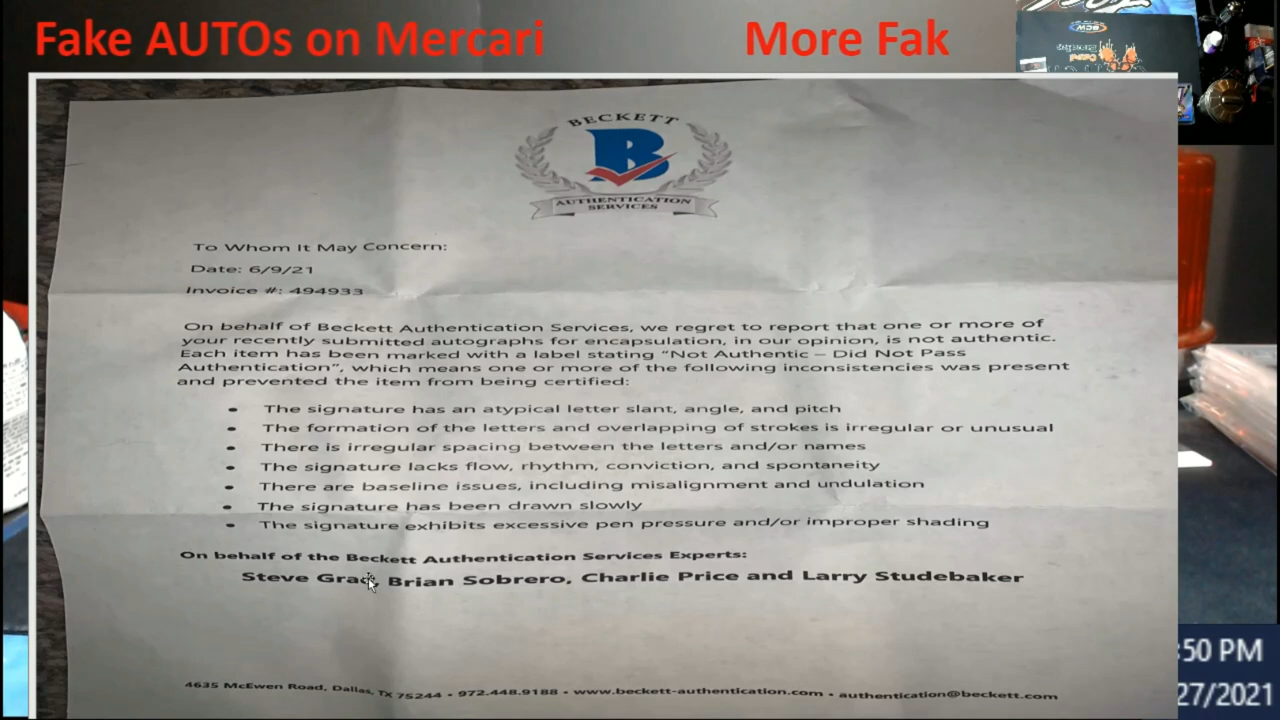 Fake AUTOs on Mercari More Fak
BCW
BECKETT
B
AUTHENTICATION
SERVICES
To Whom It May Concern:
Date: 6/9/21
Invoice #: 494933
On behalf of Beckett Authentication Services, we regret to report that one or more of
your recently submitted autographs for encapsulation, in our opinion, is not authentic.
Each item has been marked with a label stating “Not Authentic – Did Not Pass
Authentication”, which means one or more of the following inconsistencies was present
and prevented the item from being certified:
• The signature has an atypical letter slant, angle, and pitch
• The formation of the letters and overlapping of strokes is irregular or unusual
• There is irregular spacing between the letters and/or names
• The signature lacks flow, rhythm, conviction, and spontaneity
• There are baseline issues, including misalignment and undulation
• The signature has been drawn slowly
• The signature exhibits excessive pen pressure and/or improper shading
On behalf of the Beckett Authentication Services Experts:
Steve Grad, Brian Sobrero, Charlie Price and Larry Studebaker
4635 McEwen Road, Dallas, TX 75244 • 972.448.9188 • www.beckett-authentication.com • authentication@beckett.com
:50 PM
27/2021